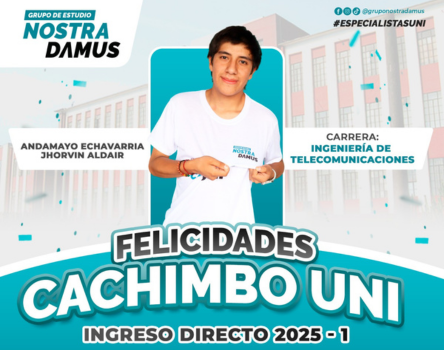 GRUPO DE ESTUDIO
NOSTRA
DAMUS
@gruponostradamus
#ESPECIALISTASUNI
NOSTRA
DAMUS
ANDAMAYO ECHAVARRIA
JHORVIN ALDAIR
CARRERA:
INGENIERÍA DE
TELECOMUNICACIONES
FELICIDADES
CACHIMBO UNI
INGRESO DIRECTO 2025 - 1